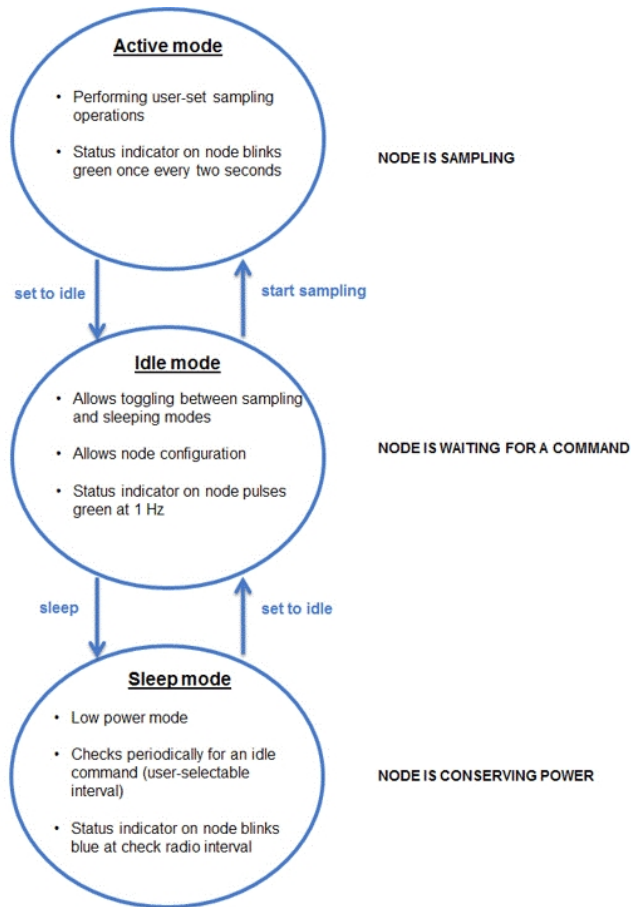 Active mode
• Performing user-set sampling
operations
• Status indicator on node blinks
green once every two seconds
NODE IS SAMPLING
set to idle
start sampling
Idle mode
• Allows toggling between sampling
and sleeping modes
• Allows node configuration
• Status indicator on node pulses
green at 1 Hz
NODE IS WAITING FOR A COMMAND
sleep
set to idle
Sleep mode
• Low power mode
• Checks periodically for an idle
command (user-selectable
interval)
• Status indicator on node blinks
blue at check radio interval
NODE IS CONSERVING POWER